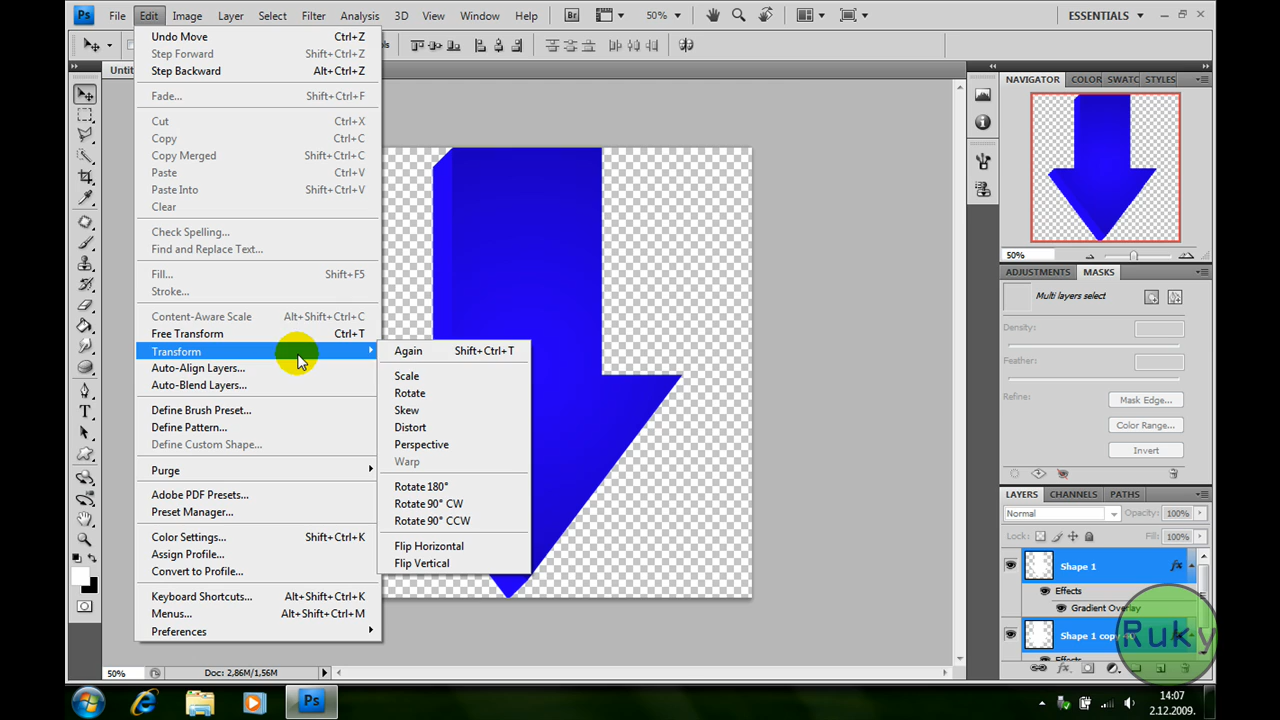 Ps File Edit Image Layer Select Filter Analysis 3D View Window Help Br 50% ESSENTIALS
Undo Move Ctrl+Z
Step Forward Shift+Ctrl+Z
Step Backward Alt+Ctrl+Z
Fade... Shift+Ctrl+F
Cut Ctrl+X
Copy Ctrl+C
Copy Merged Shift+Ctrl+C
Paste Ctrl+V
Paste Into Shift+Ctrl+V
Clear
Check Spelling...
Find and Replace Text...
Fill... Shift+F5
Stroke...
Content-Aware Scale Alt+Shift+Ctrl+C
Free Transform Ctrl+T
Transform
Auto-Align Layers...
Auto-Blend Layers...
Define Brush Preset...
Define Pattern...
Define Custom Shape...
Purge
Adobe PDF Presets...
Preset Manager...
Color Settings... Shift+Ctrl+K
Assign Profile...
Convert to Profile...
Keyboard Shortcuts... Alt+Shift+Ctrl+K
Menus... Alt+Shift+Ctrl+M
Preferences
Again Shift+Ctrl+T
Scale
Rotate
Skew
Distort
Perspective
Warp
Rotate 180°
Rotate 90° CW
Rotate 90° CCW
Flip Horizontal
Flip Vertical
NAVIGATOR COLOR SWATC STYLES
50%
ADJUSTMENTS MASKS
Multi layers select
Density:
Feather:
Refine: Mask Edge...
Color Range...
Invert
LAYERS CHANNELS PATHS
Normal Opacity: 100%
Lock: Fill: 100%
Shape 1 fx
Effects
Gradient Overlay
Shape 1 copy
Effects
Ruky
50% Doc: 2,86M/1,56M
Ps
14:07
2.12.2009.